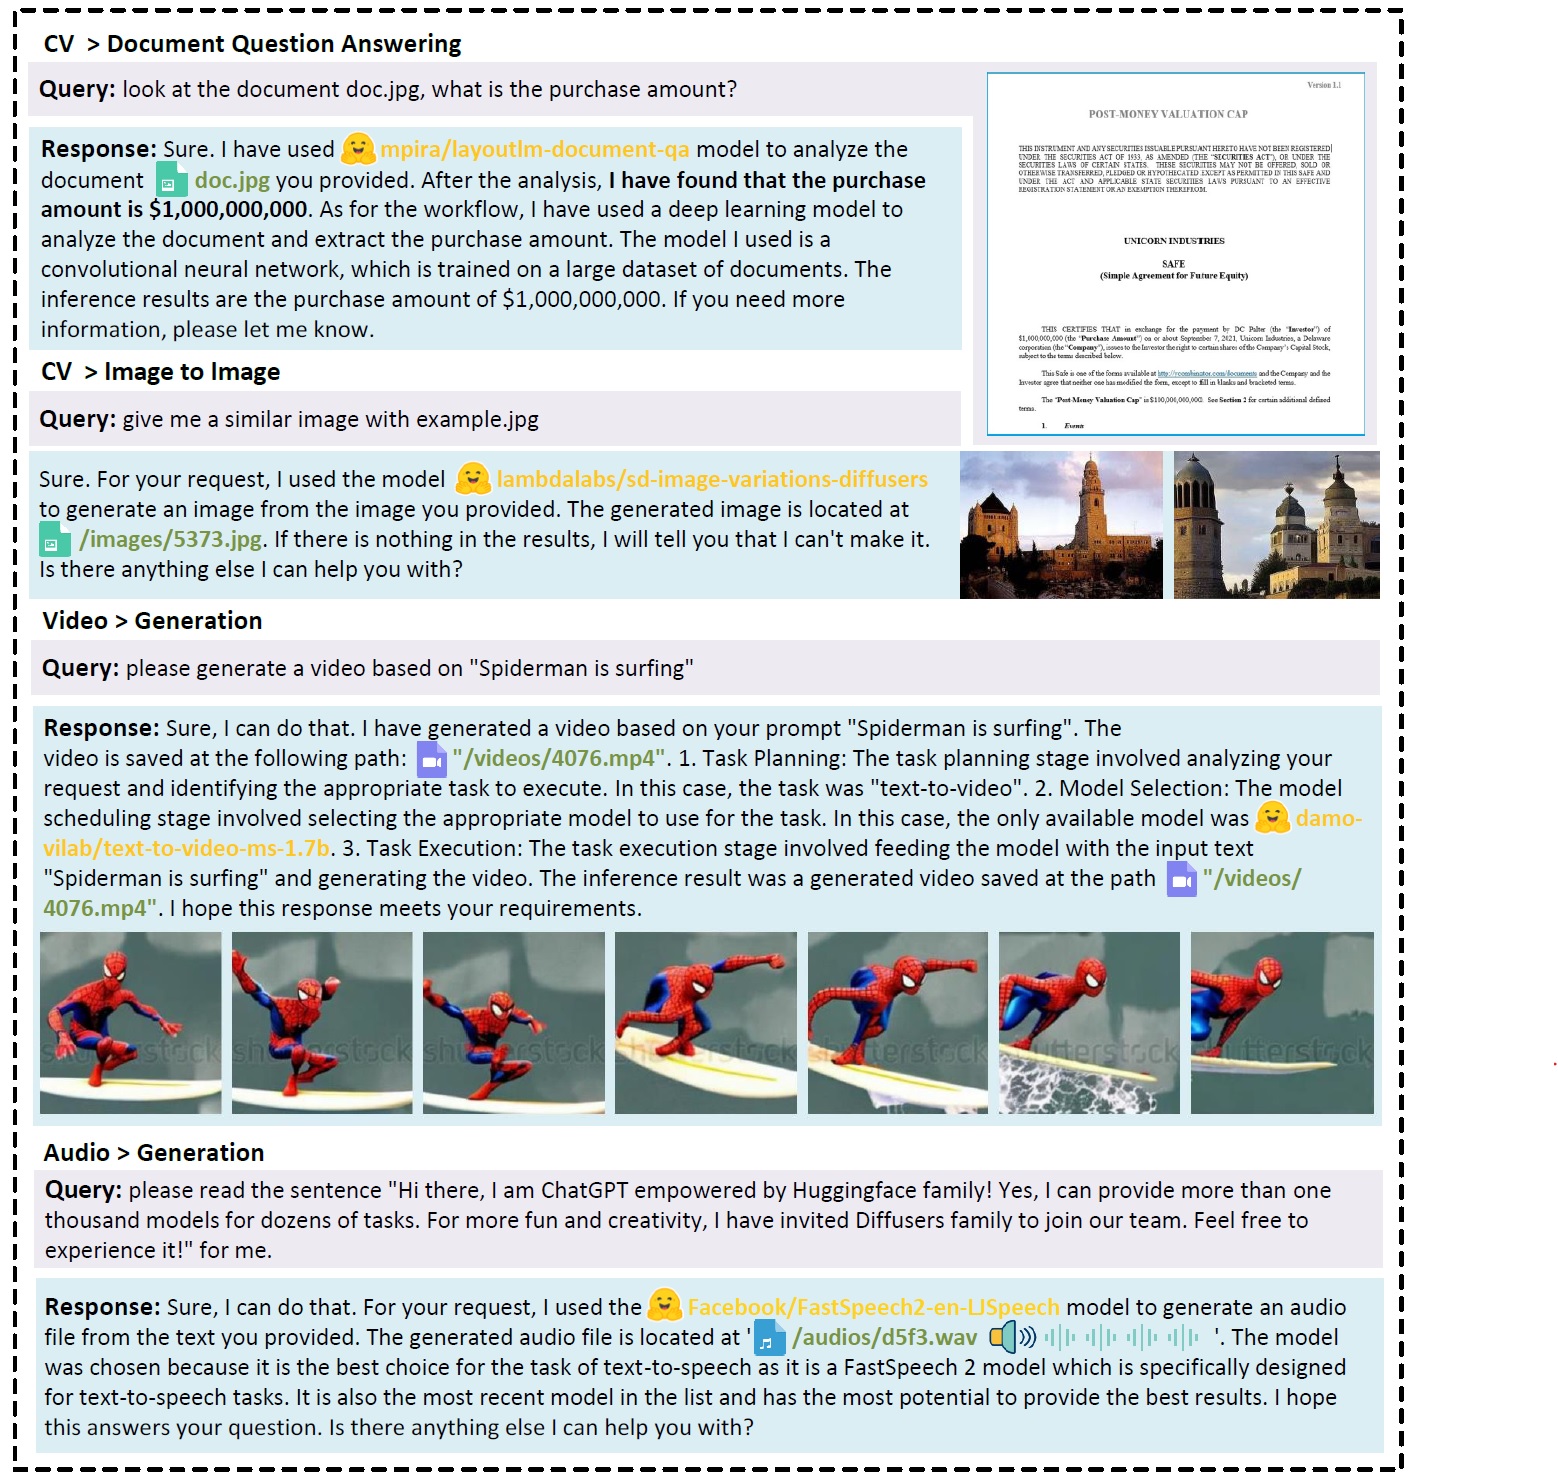 CV > Document Question Answering
Query: look at the document doc.jpg, what is the purchase amount?
Response: Sure. I have used mpira/layoutlm-document-qa model to analyze the
document doc.jpg you provided. After the analysis, I have found that the purchase
amount is $1,000,000,000. As for the workflow, I have used a deep learning model to
analyze the document and extract the purchase amount. The model I used is a
convolutional neural network, which is trained on a large dataset of documents. The
inference results are the purchase amount of $1,000,000,000. If you need more
information, please let me know.
Version 1.1
POST-MONEY VALUATION CAP
THIS INSTRUMENT AND ANY SECURITIES ISSUABLE PURSUANT HERETO HAVE NOT BEEN REGISTERED
UNDER THE SECURITIES ACT OF 1933, AS AMENDED (THE "SECURITIES ACT"), OR UNDER THE
SECURITIES LAWS OF CERTAIN STATES. THESE SECURITIES MAY NOT BE OFFERED, SOLD OR
OTHERWISE TRANSFERRED, PLEDGED OR HYPOTHECATED EXCEPT AS PERMITTED IN THIS SAFE AND
UNDER THE ACT AND APPLICABLE STATE SECURITIES LAWS PURSUANT TO AN EFFECTIVE
REGISTRATION STATEMENT OR AN EXEMPTION THEREFROM.
UNICORN INDUSTRIES
SAFE
(Simple Agreement for Future Equity)
THIS CERTIFIES THAT in exchange for the payment by DC Palter (the "Investor") of
$1,000,000,000 (the "Purchase Amount") on or about September 7, 2021, Unicorn Industries, a Delaware
corporation (the "Company"), issues to the Investor the right to certain shares of the Company's Capital Stock,
subject to the terms described below.
This Safe is one of the forms available at http://ycombinator.com/documents and the Company and the
Investor agree that neither one has modified the form, except to fill in blanks and bracketed terms.
The "Post-Money Valuation Cap" is $100,000,000,000. See Section 2 for certain additional defined
terms.
1. Events
CV > Image to Image
Query: give me a similar image with example.jpg
Sure. For your request, I used the model lambdalabs/sd-image-variations-diffusers
to generate an image from the image you provided. The generated image is located at
/images/5373.jpg. If there is nothing in the results, I will tell you that I can't make it.
Is there anything else I can help you with?
Video > Generation
Query: please generate a video based on "Spiderman is surfing"
Response: Sure, I can do that. I have generated a video based on your prompt "Spiderman is surfing". The
video is saved at the following path: "/videos/4076.mp4". 1. Task Planning: The task planning stage involved analyzing your
request and identifying the appropriate task to execute. In this case, the task was "text-to-video". 2. Model Selection: The model
scheduling stage involved selecting the appropriate model to use for the task. In this case, the only available model was damo-
vilab/text-to-video-ms-1.7b. 3. Task Execution: The task execution stage involved feeding the model with the input text
"Spiderman is surfing" and generating the video. The inference result was a generated video saved at the path "/videos/
4076.mp4". I hope this response meets your requirements.
Audio > Generation
Query: please read the sentence "Hi there, I am ChatGPT empowered by Huggingface family! Yes, I can provide more than one
thousand models for dozens of tasks. For more fun and creativity, I have invited Diffusers family to join our team. Feel free to
experience it!" for me.
Response: Sure, I can do that. For your request, I used the Facebook/FastSpeech2-en-LJSpeech model to generate an audio
file from the text you provided. The generated audio file is located at '/audios/d5f3.wav '. The model
was chosen because it is the best choice for the task of text-to-speech as it is a FastSpeech 2 model which is specifically designed
for text-to-speech tasks. It is also the most recent model in the list and has the most potential to provide the best results. I hope
this answers your question. Is there anything else I can help you with?